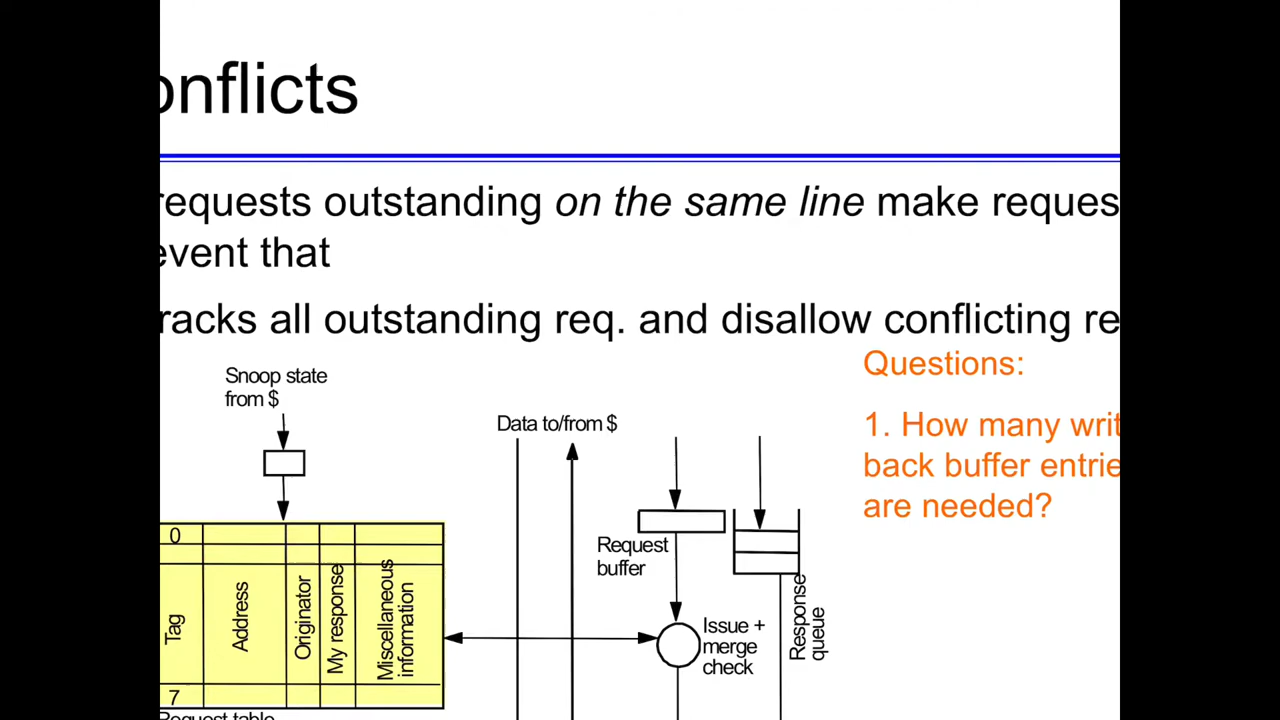 onflicts
requests outstanding on the same line make reques
event that
racks all outstanding req. and disallow conflicting re
Questions:
1. How many writ
back buffer entrie
are needed?
Snoop state
from $
Data to/from $
Request
buffer
Response
queue
Issue +
merge
check
0
Tag
Address
Originator
My response
Miscellaneous
information
7
Request table